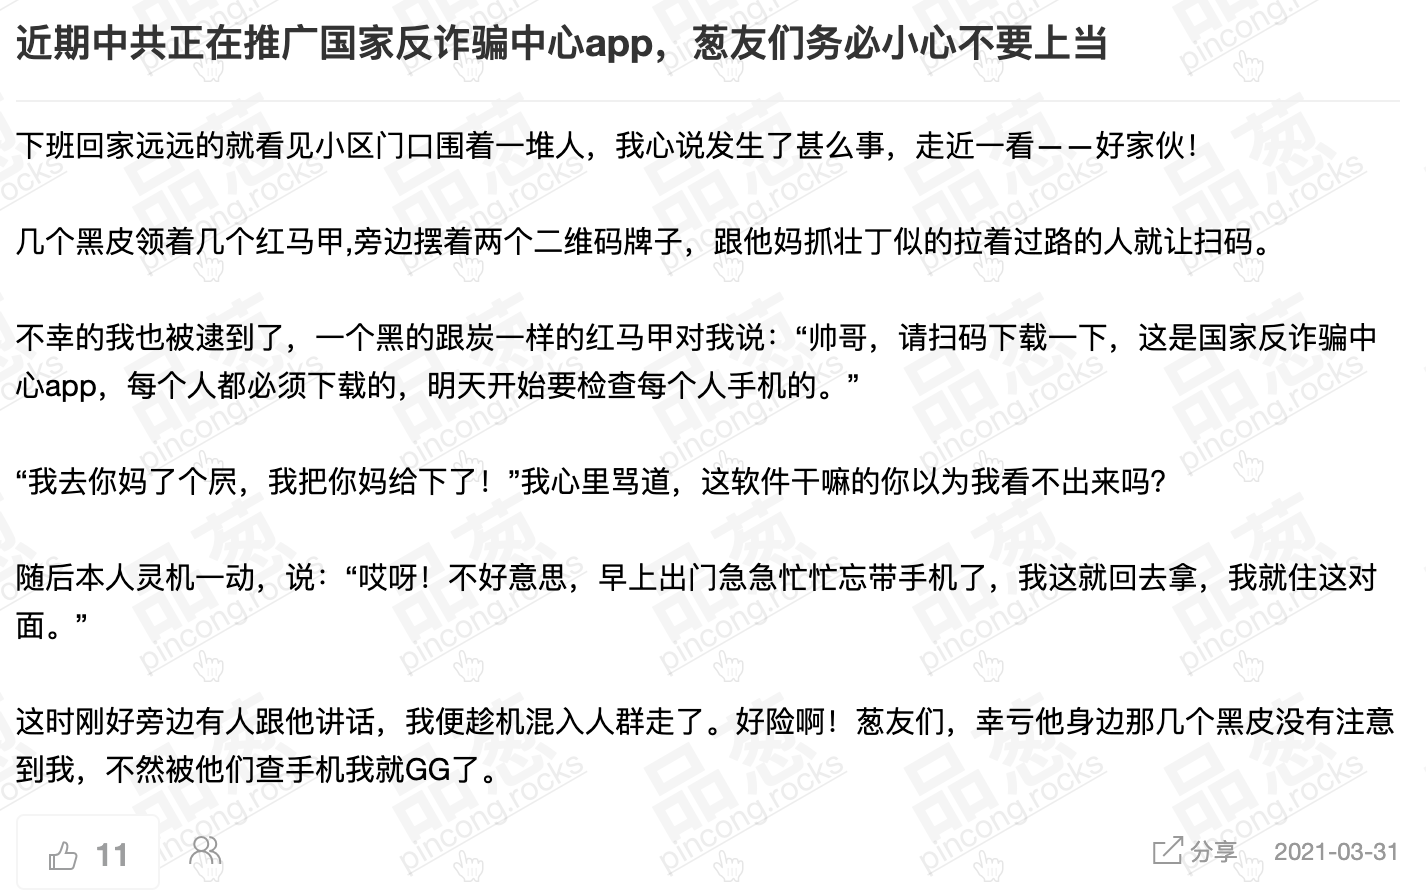 近期中共正在推广国家反诈骗中心app，葱友们务必小心不要上当
下班回家远远的就看见小区门口围着一堆人，我心说发生了甚么事，走近一看——好家伙！
几个黑皮领着几个红马甲,旁边摆着两个二维码牌子，跟他妈抓壮丁似的拉着过路的人就让扫码。
不幸的我也被逮到了，一个黑的跟炭一样的红马甲对我说：“帅哥，请扫码下载一下，这是国家反诈骗中
心app，每个人都必须下载的，明天开始要检查每个人手机的。”
“我去你妈了个屄，我把你妈给下了！”我心里骂道，这软件干嘛的你以为我看不出来吗？
随后本人灵机一动，说：“哎呀！不好意思，早上出门急急忙忙忘带手机了，我这就回去拿，我就住这对
面。”
这时刚好旁边有人跟他讲话，我便趁机混入人群走了。好险啊！葱友们，幸亏他身边那几个黑皮没有注意
到我，不然被他们查手机我就GG了。
11 分享 2021-03-31
品葱
pincong.rocks